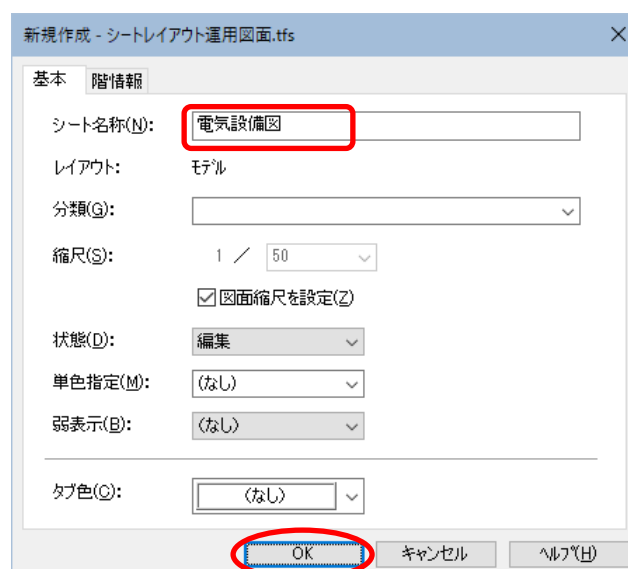 新規作成 - シートレイアウト運用図面.tfs
基本 階情報
シート名称(N): 電気設備図
レイアウト: モデル
分類(G):
縮尺(S): 1 ／ 50
図面縮尺を設定(Z)
状態(D): 編集
単色指定(M): (なし)
弱表示(B): (なし)
タブ色(C): (なし)
OK キャンセル ヘルプ(H)